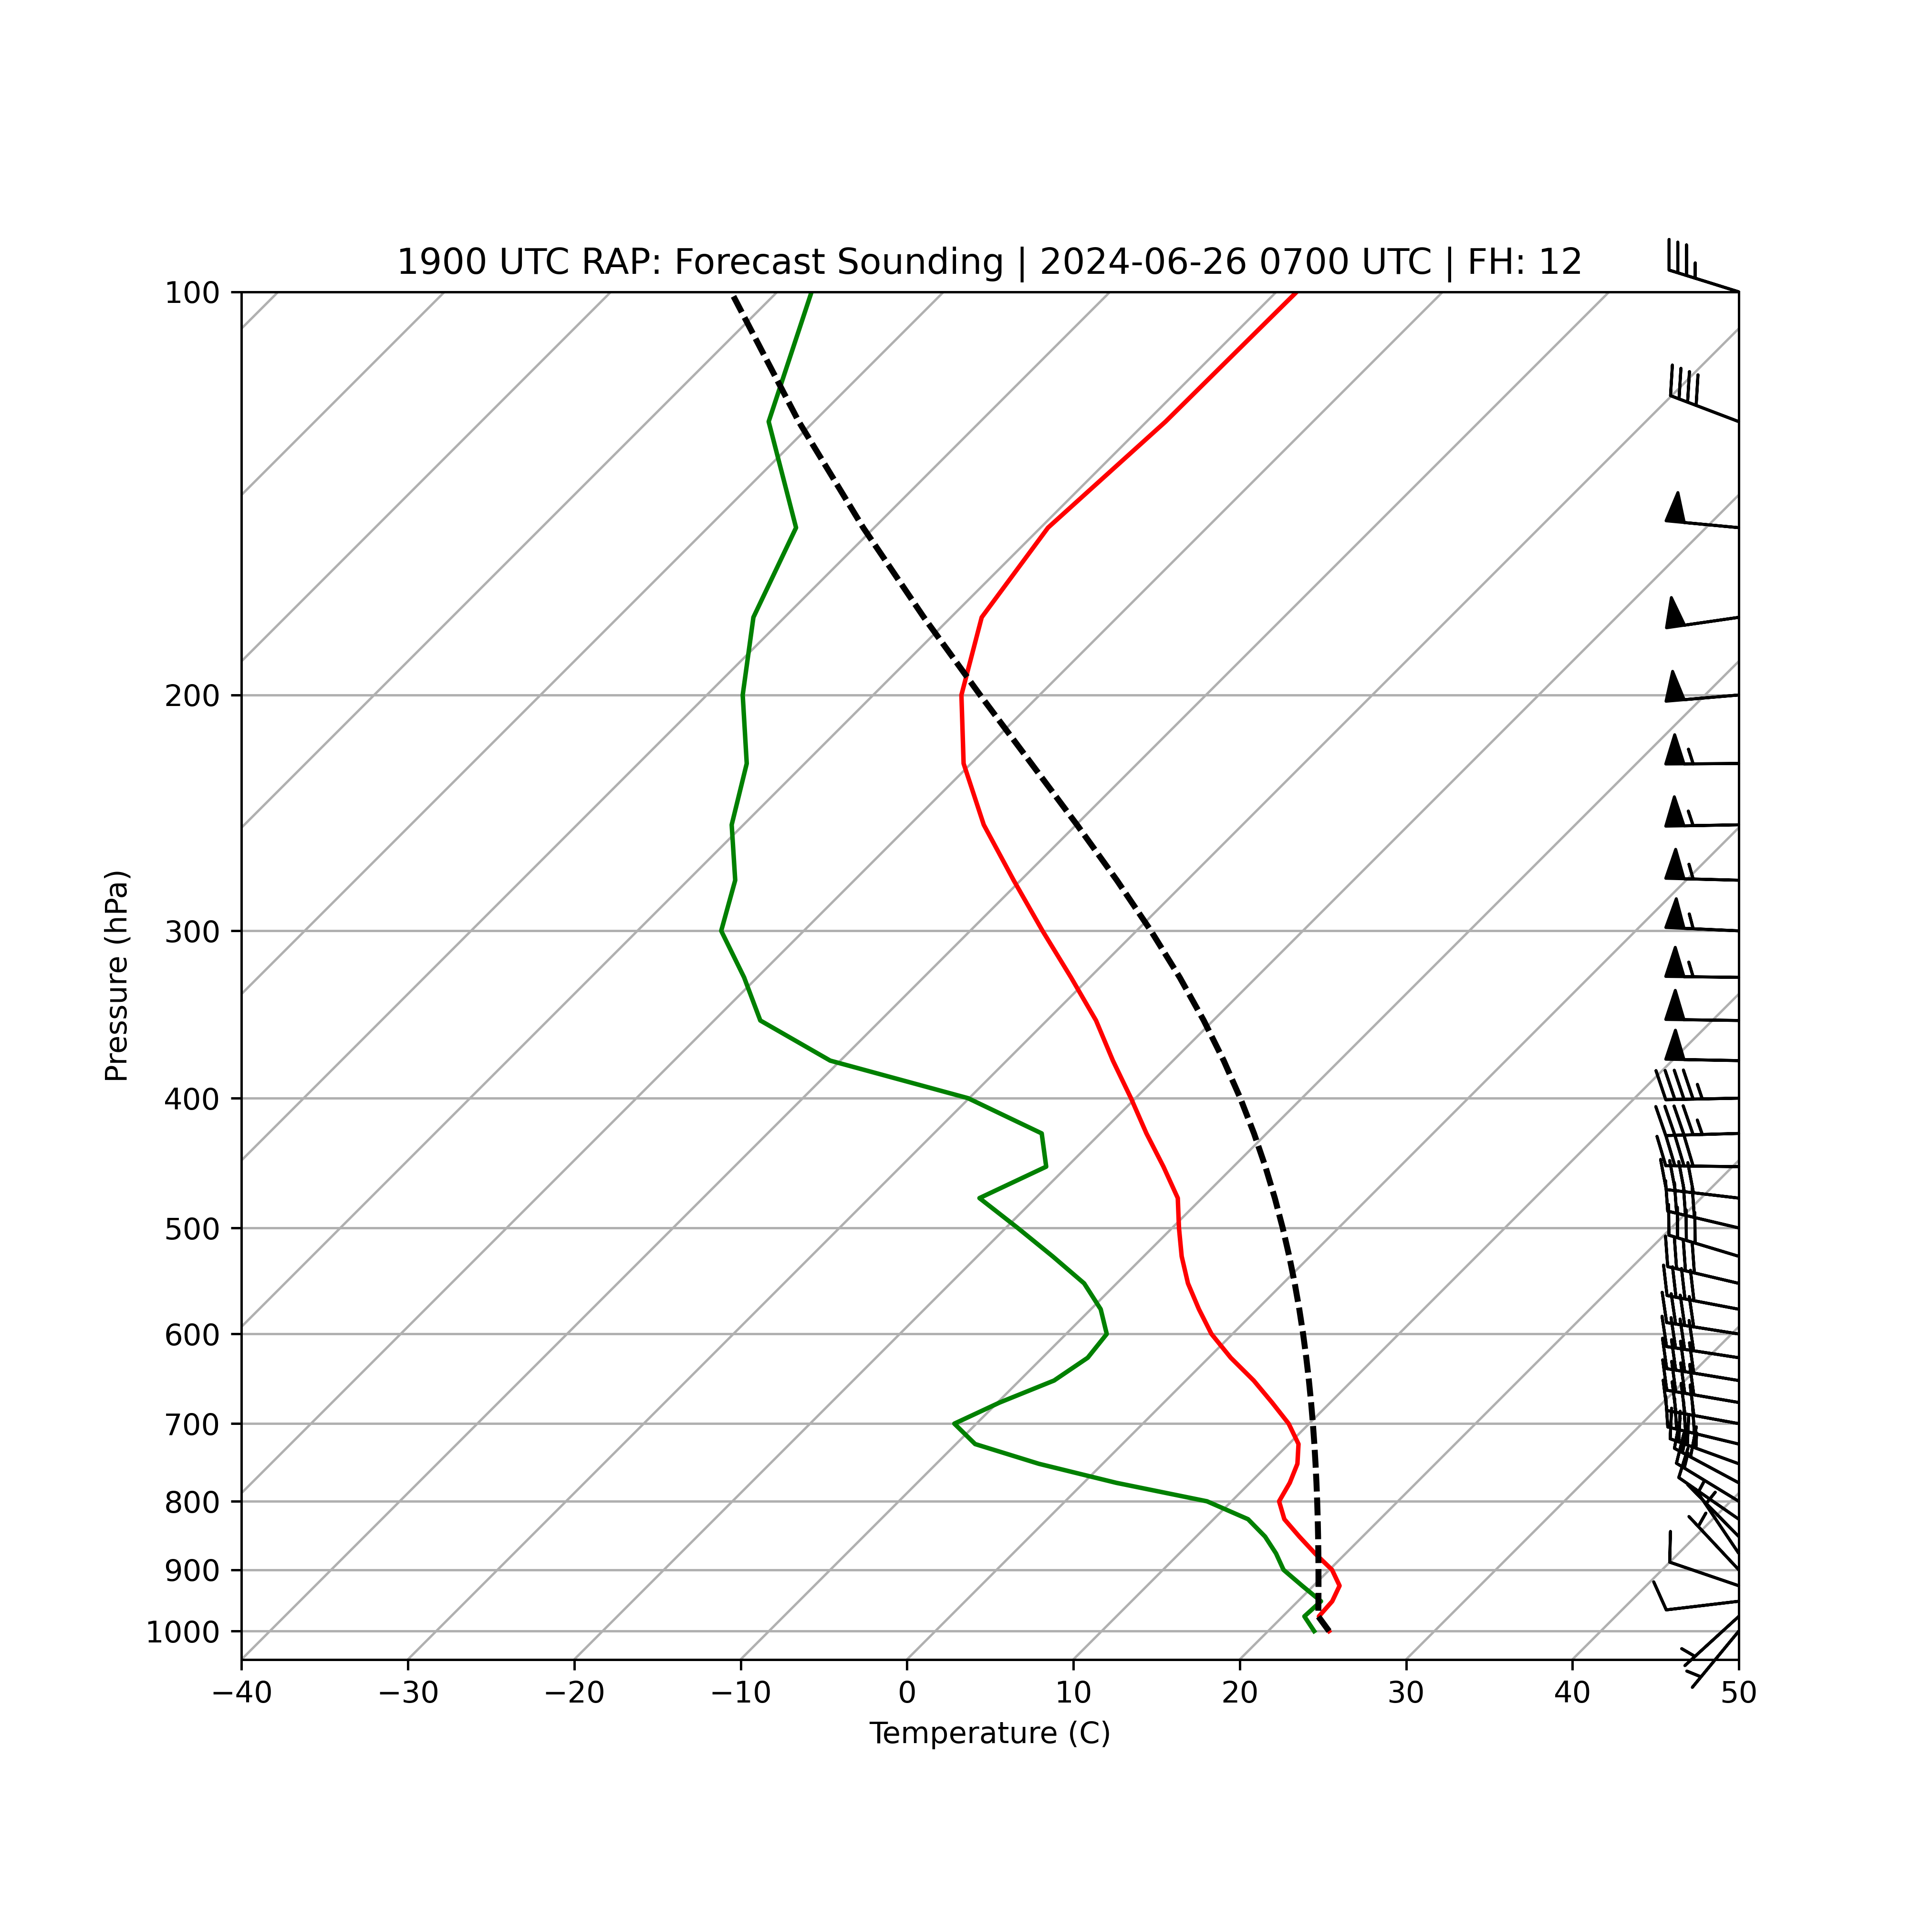 1900 UTC RAP: Forecast Sounding | 2024-06-26 0700 UTC | FH: 12
100
200
300
400
500
600
700
800
900
1000
Pressure (hPa)
−40 −30 −20 −10 0 10 20 30 40 50
Temperature (C)